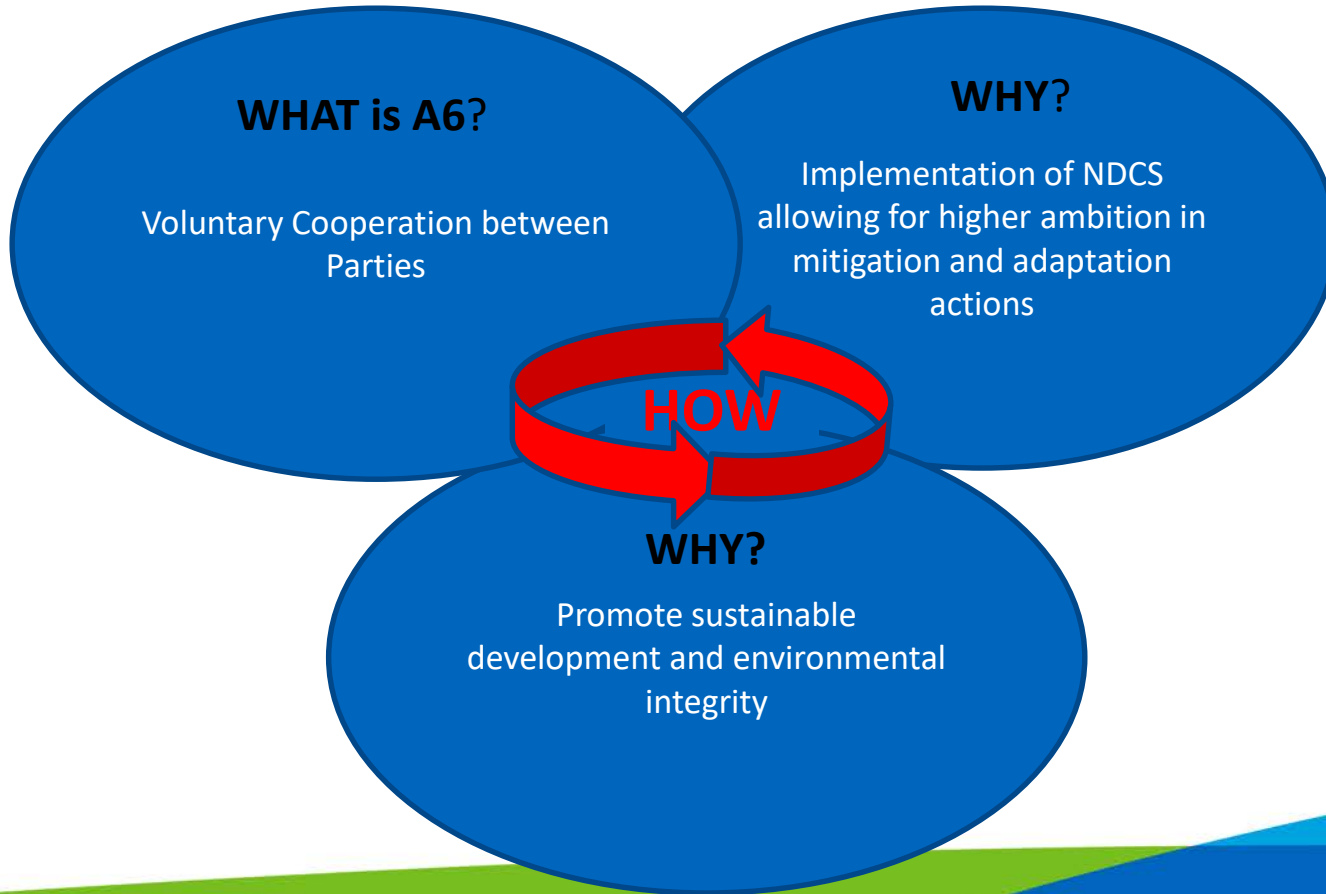 WHAT is A6?
Voluntary Cooperation between
Parties
WHY?
Implementation of NDCS
allowing for higher ambition in
mitigation and adaptation
actions
HOW
WHY?
Promote sustainable
development and environmental
integrity